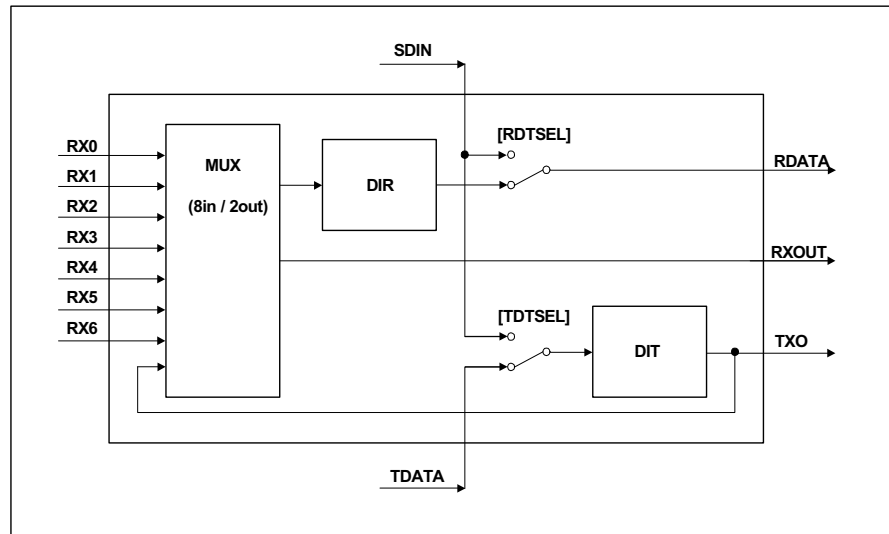 SDIN
[RDTSEL]
RX0
RX1
RX2
RX3
RX4
RX5
RX6
MUX
(8in / 2out)
DIR
RDATA
RXOUT
[TDTSEL]
DIT
TXO
TDATA